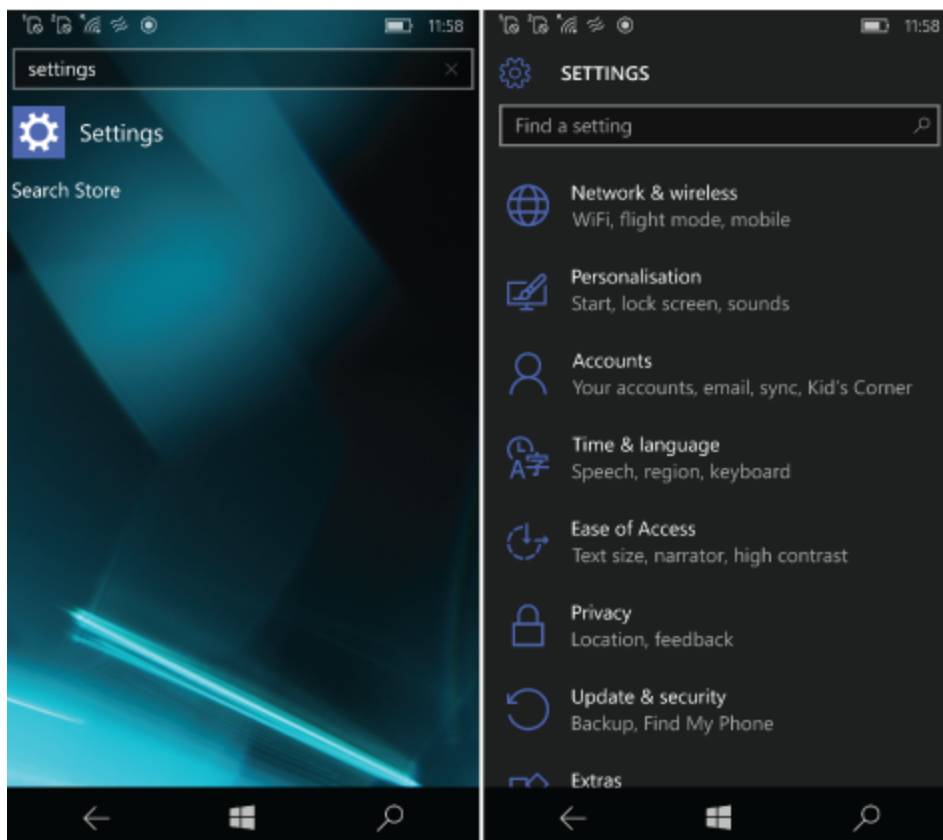 11:58
settings
Settings
Search Store
11:58
SETTINGS
Find a setting
Network & wireless
WiFi, flight mode, mobile
Personalisation
Start, lock screen, sounds
Accounts
Your accounts, email, sync, Kid's Corner
Time & language
Speech, region, keyboard
Ease of Access
Text size, narrator, high contrast
Privacy
Location, feedback
Update & security
Backup, Find My Phone
Extras